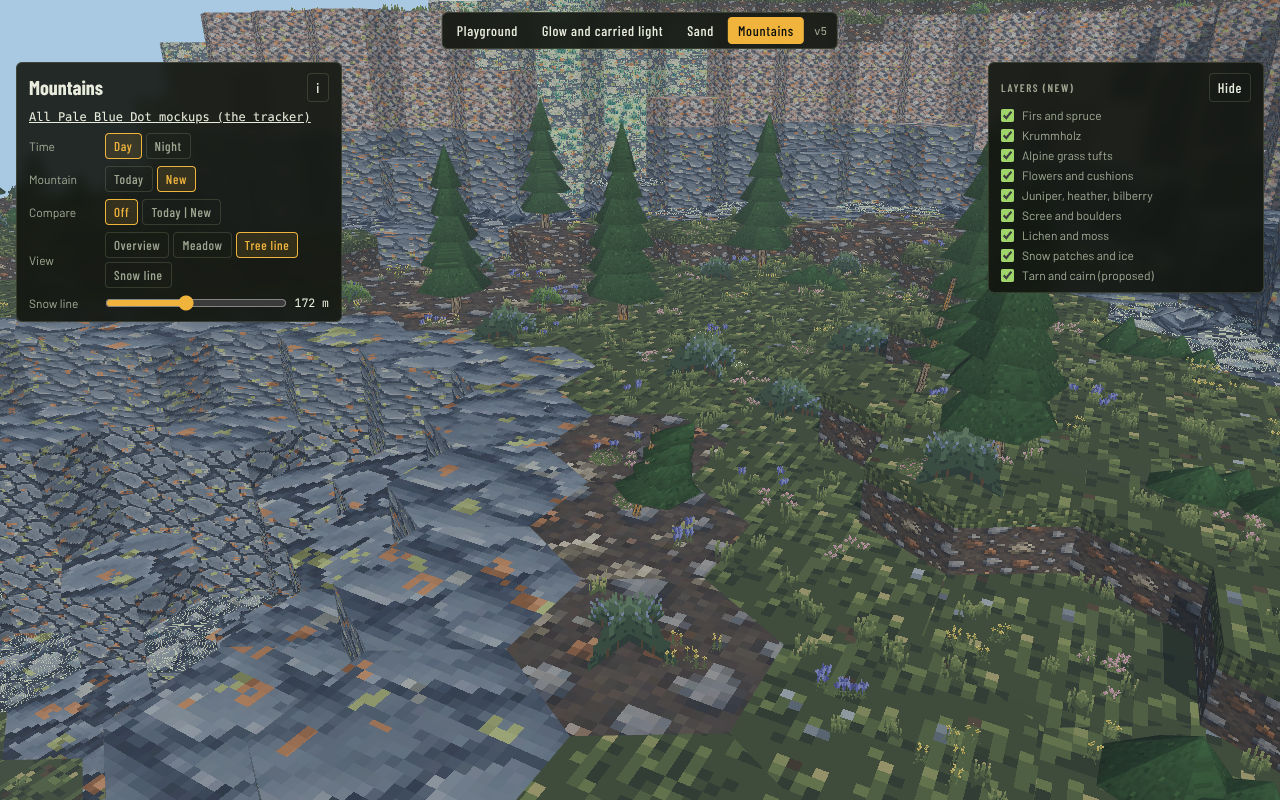 Playground Glow and carried light Sand Mountains v5
Mountains i
All Pale Blue Dot mockups (the tracker)
Time Day Night
Mountain Today New
Compare Off Today | New
View Overview Meadow Tree line
Snow line
Snow line 172 m
LAYERS (NEW) Hide
Firs and spruce
Krummholz
Alpine grass tufts
Flowers and cushions
Juniper, heather, bilberry
Scree and boulders
Lichen and moss
Snow patches and ice
Tarn and cairn (proposed)